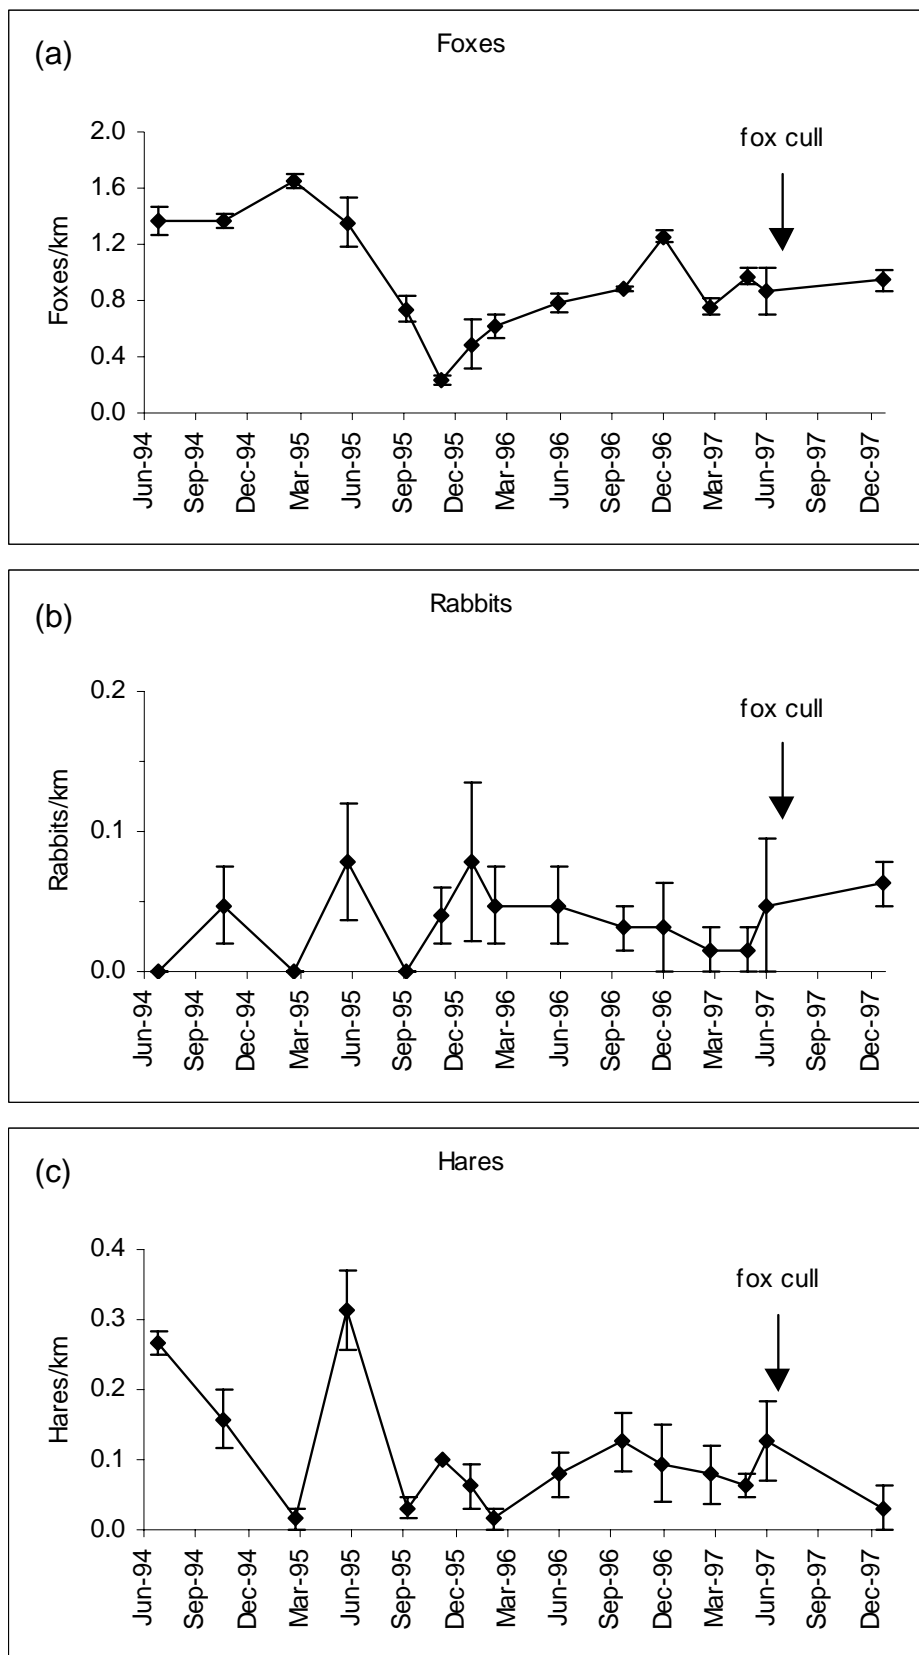 (a)
Foxes
fox cull
Foxes/km
2.0
1.6
1.2
0.8
0.4
0.0
Jun-94
Sep-94
Dec-94
Mar-95
Jun-95
Sep-95
Dec-95
Mar-96
Jun-96
Sep-96
Dec-96
Mar-97
Jun-97
Sep-97
Dec-97
(b)
Rabbits
fox cull
Rabbits/km
0.2
0.1
0.0
Jun-94
Sep-94
Dec-94
Mar-95
Jun-95
Sep-95
Dec-95
Mar-96
Jun-96
Sep-96
Dec-96
Mar-97
Jun-97
Sep-97
Dec-97
(c)
Hares
fox cull
Hares/km
0.4
0.3
0.2
0.1
0.0
Jun-94
Sep-94
Dec-94
Mar-95
Jun-95
Sep-95
Dec-95
Mar-96
Jun-96
Sep-96
Dec-96
Mar-97
Jun-97
Sep-97
Dec-97